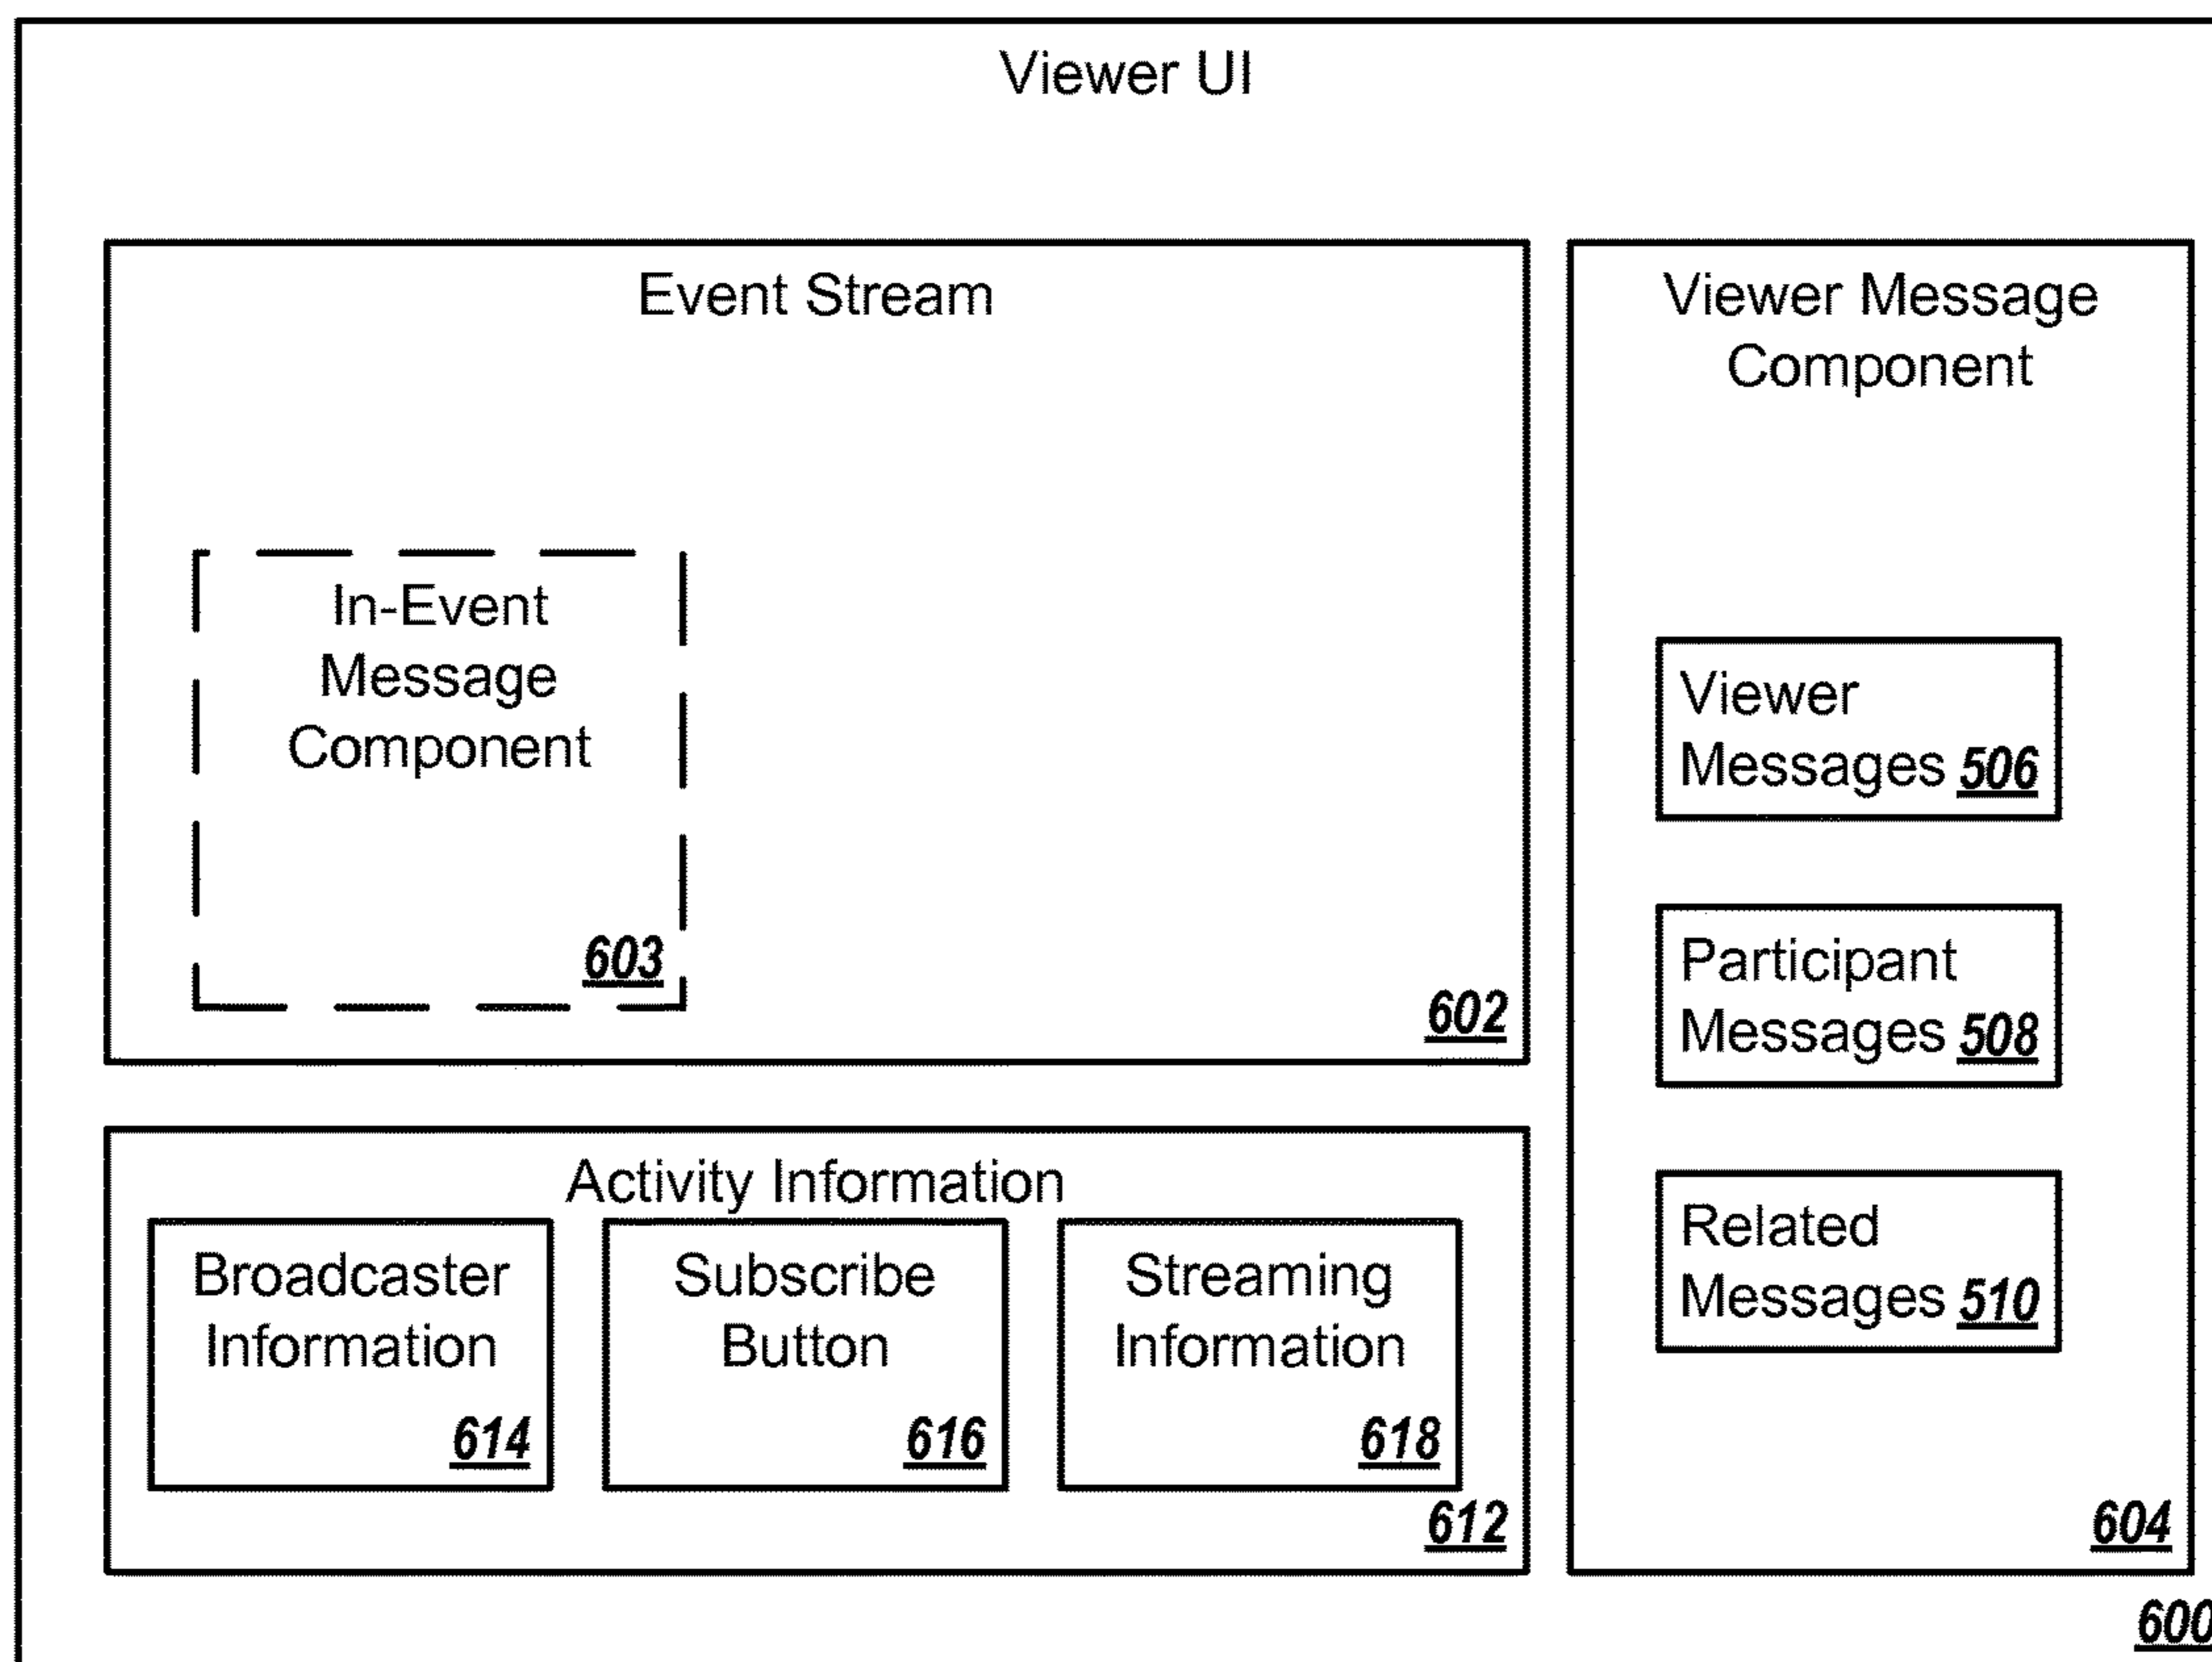 Viewer UI
Event Stream
In-Event
Message
Component
603
602
Viewer Message
Component
Viewer
Messages 506
Participant
Messages 508
Related
Messages 510
604
Activity Information
Broadcaster
Information
614
Subscribe
Button
616
Streaming
Information
618
612
600